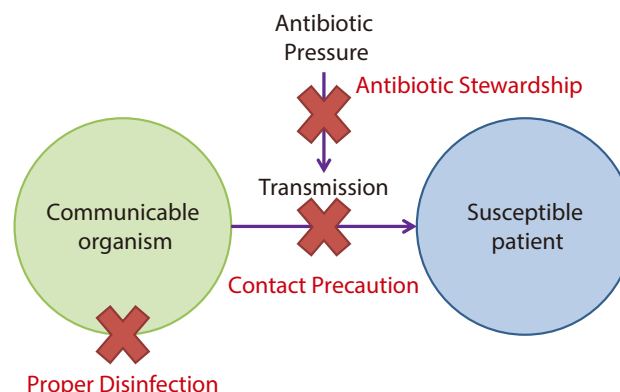 Antibiotic
Pressure
Antibiotic Stewardship
Transmission
Communicable
organism
Susceptible
patient
Contact Precaution
Proper Disinfection